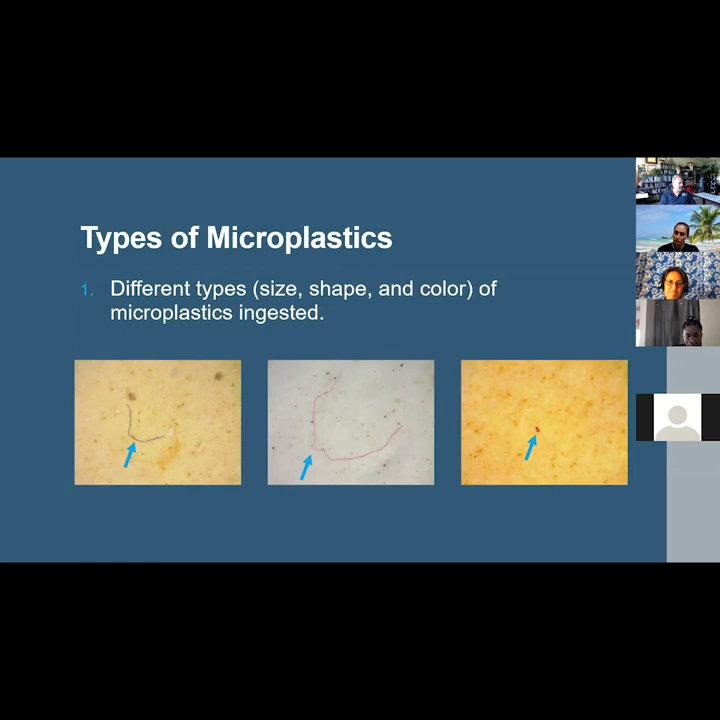 Types of Microplastics
1. Different types (size, shape, and color) of
microplastics ingested.